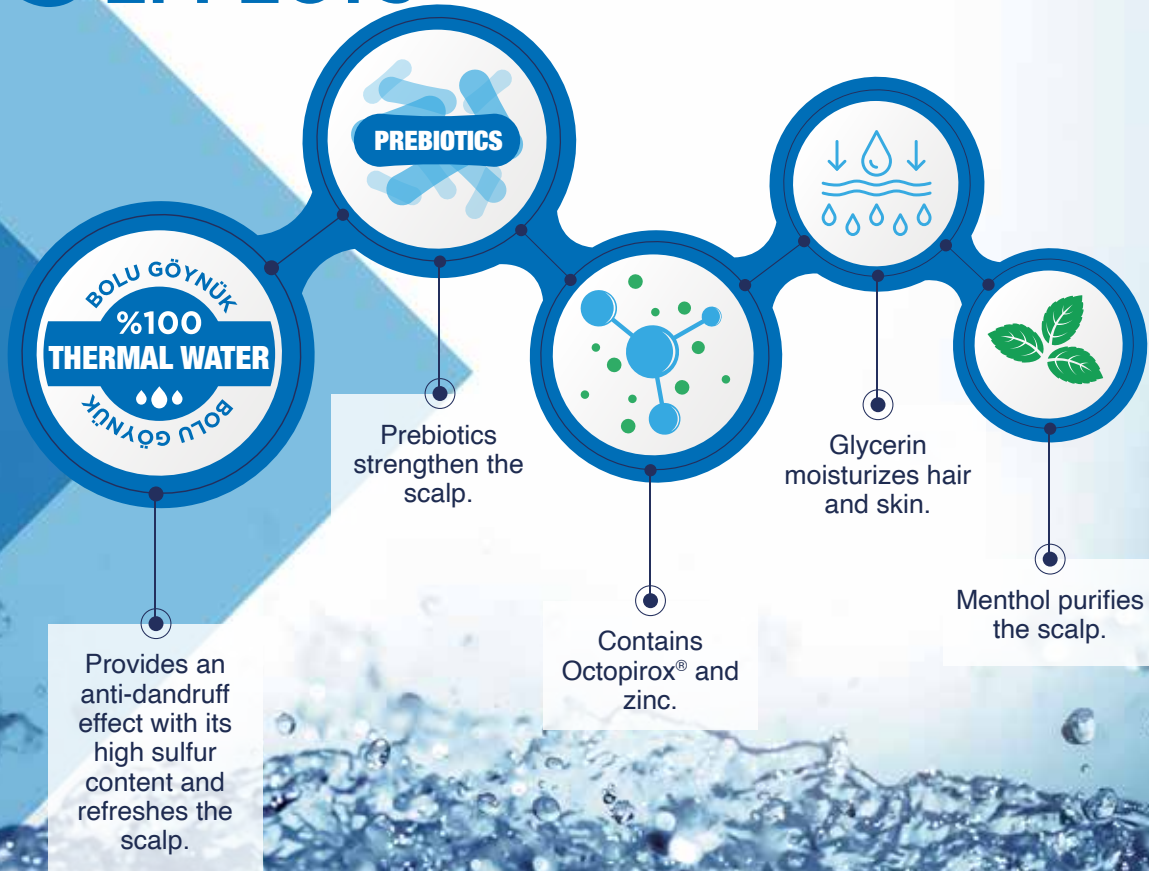 BOLU GÖYNÜK
%100
THERMAL WATER
BOLU GÖYNÜK
Provides an
anti-dandruff
effect with its
high sulfur
content and
refreshes the
scalp.
PREBIOTICS
Prebiotics
strengthen the
scalp.
Contains
Octopirox® and
zinc.
Glycerin
moisturizes hair
and skin.
Menthol purifies
the scalp.